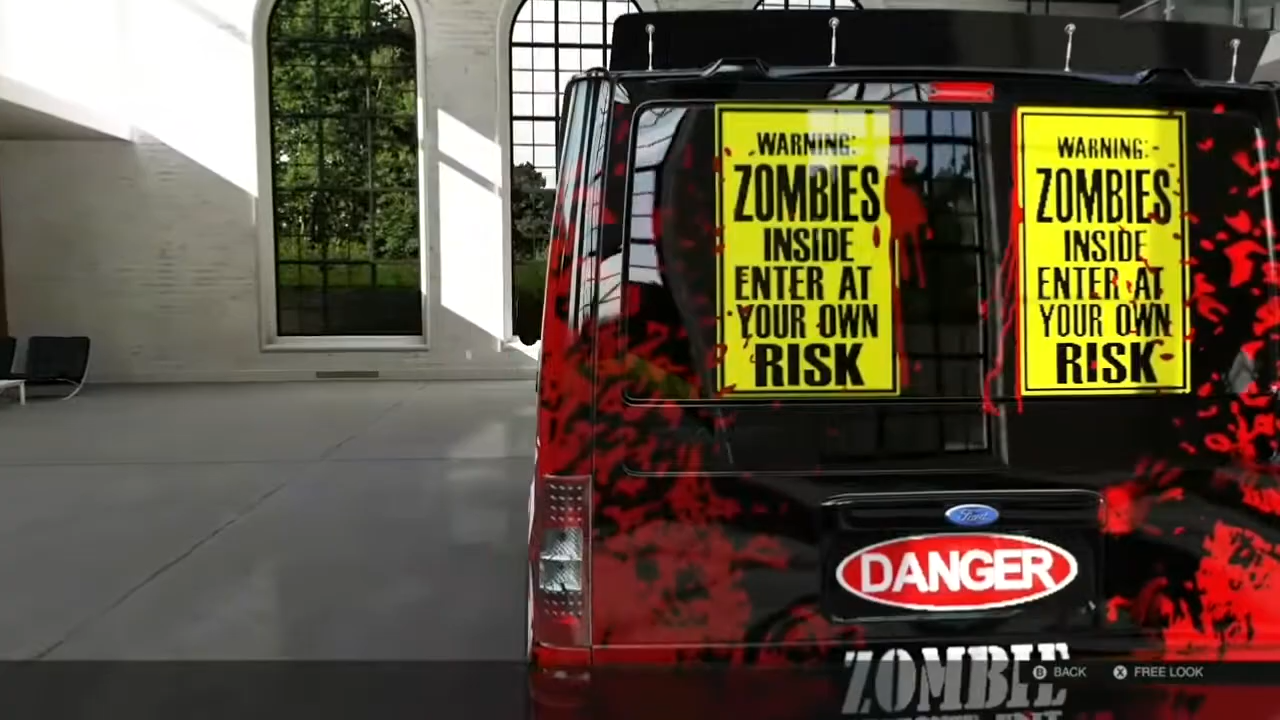 WARNING:
ZOMBIES
INSIDE
ENTER AT
YOUR OWN
RISK
WARNING:
ZOMBIES
INSIDE
ENTER AT
YOUR OWN
RISK
Ford
DANGER
ZOMBIE
B BACK X FREE LOOK